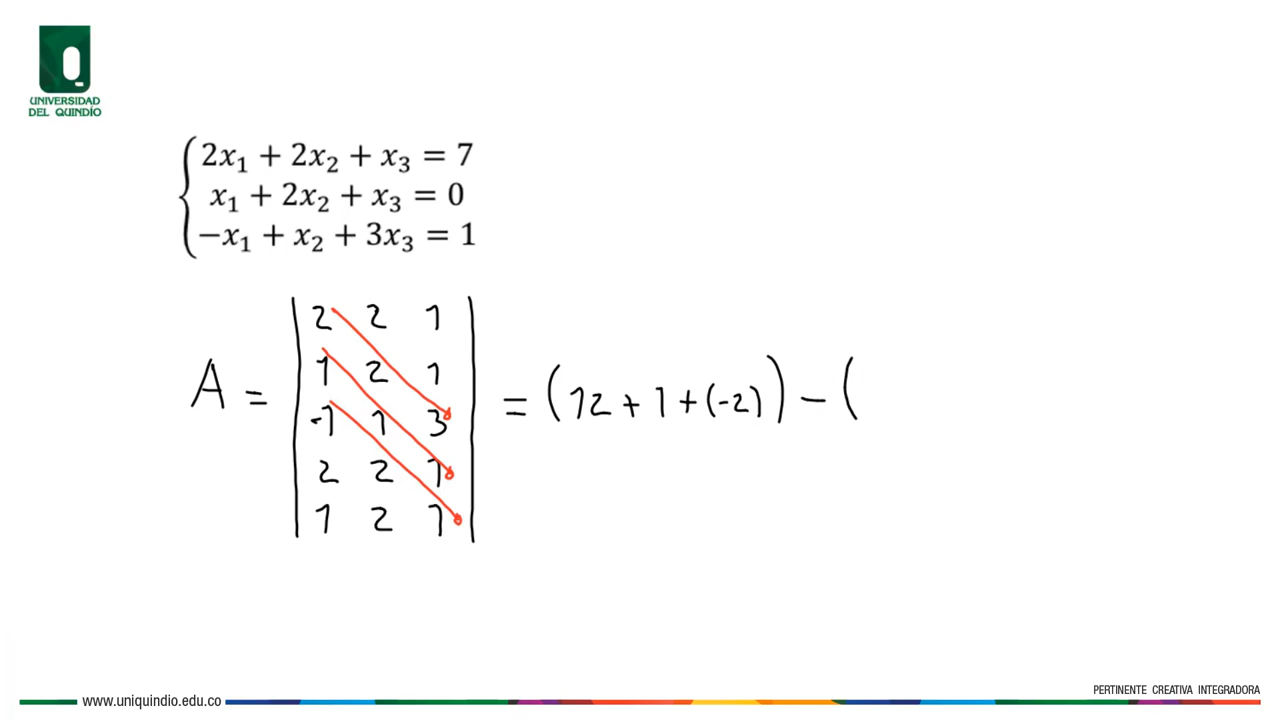 UNIVERSIDAD
DEL QUINDÍO
2x₁ + 2x₂ + x₃ = 7
x₁ + 2x₂ + x₃ = 0
−x₁ + x₂ + 3x₃ = 1
2 2 1
1 2 1
A = -1 1 3 = (12 + 1 + (-2)) - (
2 2 1
1 2 1
www.uniquindio.edu.co
PERTINENTE CREATIVA INTEGRADORA